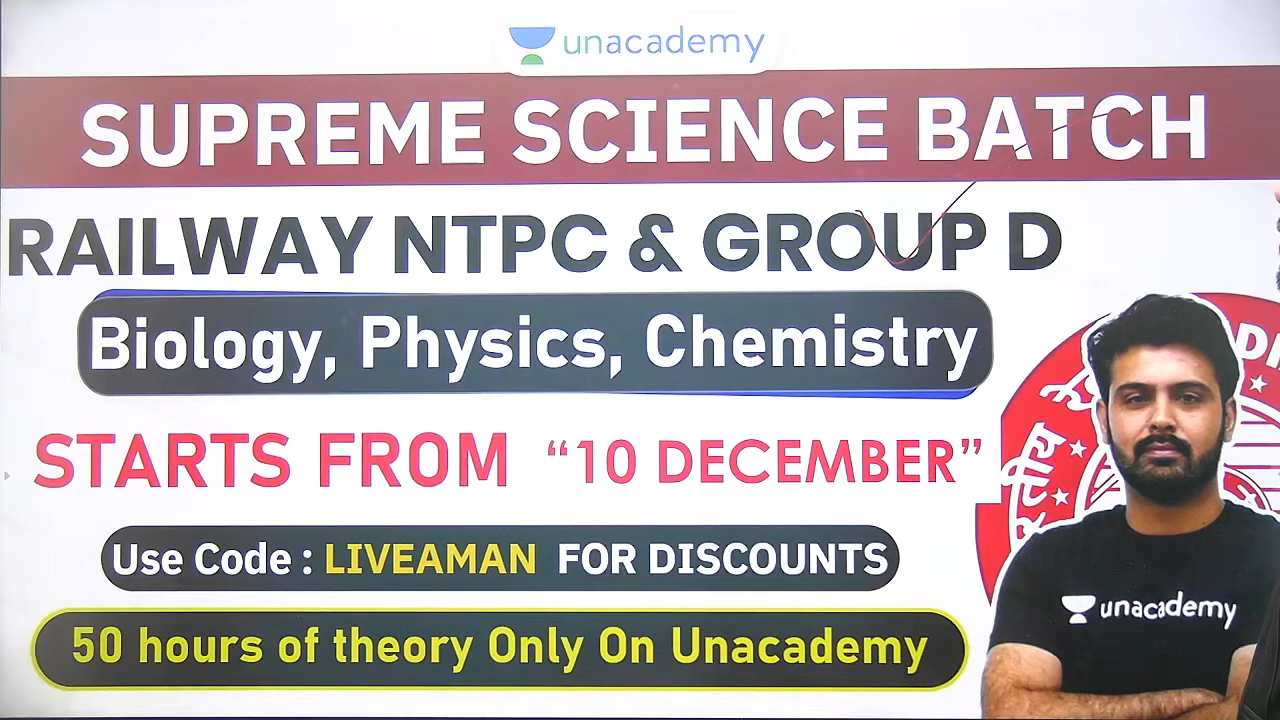 unacademy
SUPREME SCIENCE BATCH
RAILWAY NTPC & GROUP D
Biology, Physics, Chemistry
STARTS FROM “10 DECEMBER”
Use Code : LIVEAMAN FOR DISCOUNTS
50 hours of theory Only On Unacademy
unacademy